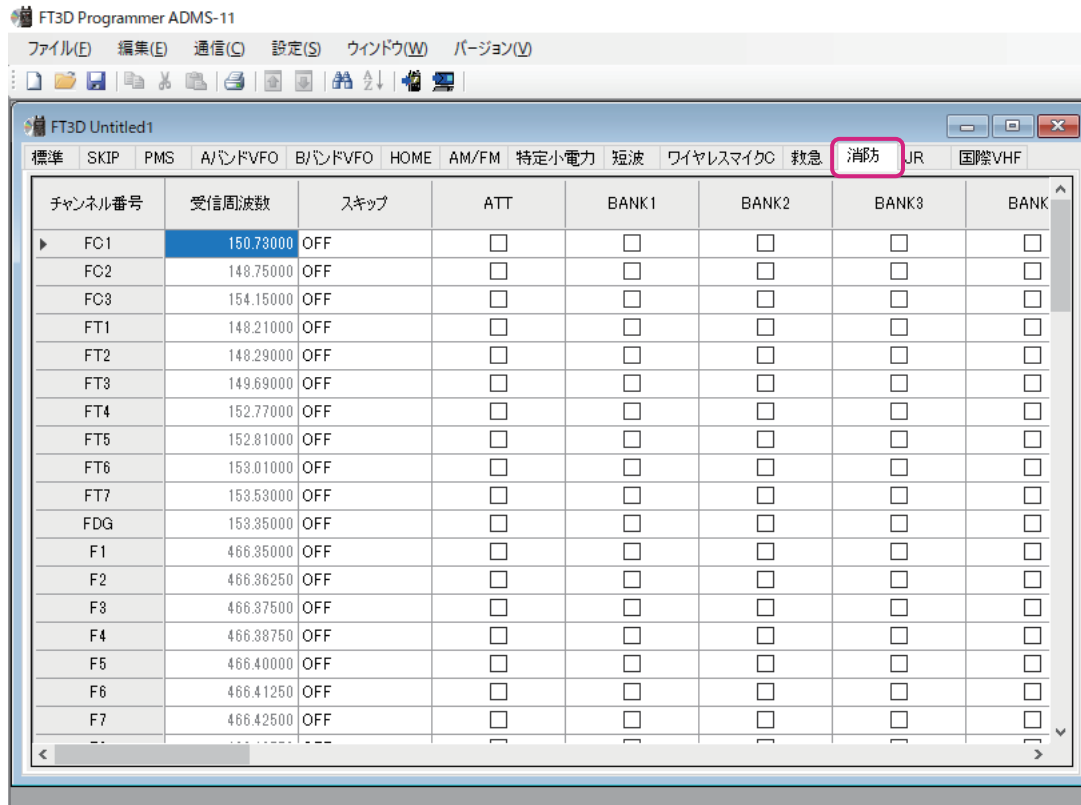 FT3D Programmer ADMS-11
ファイル(F) 編集(E) 通信(C) 設定(S) ウィンドウ(W) バージョン(V)
FT3D Untitled1
標準 SKIP PMS AバンドVFO BバンドVFO HOME AM/FM 特定小電力 短波 ワイヤレスマイクC 救急 消防 JR 国際VHF
チャンネル番号 受信周波数 スキップ ATT BANK1 BANK2 BANK3 BANK
FC1 150.73000 OFF
FC2 148.75000 OFF
FC3 154.15000 OFF
FT1 148.21000 OFF
FT2 148.29000 OFF
FT3 149.69000 OFF
FT4 152.77000 OFF
FT5 152.81000 OFF
FT6 153.01000 OFF
FT7 153.53000 OFF
FDG 153.35000 OFF
F1 466.35000 OFF
F2 466.36250 OFF
F3 466.37500 OFF
F4 466.38750 OFF
F5 466.40000 OFF
F6 466.41250 OFF
F7 466.42500 OFF